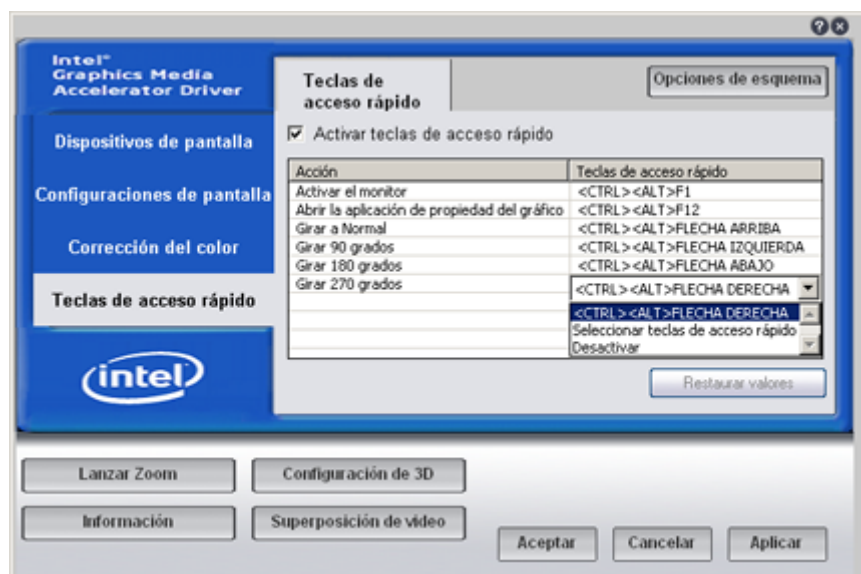 Intel®
Graphics Media
Accelerator Driver
Dispositivos de pantalla
Configuraciones de pantalla
Corrección del color
Teclas de acceso rápido
intel
Teclas de
acceso rápido
Opciones de esquema
Activar teclas de acceso rápido
Acción Teclas de acceso rápido
Activar el monitor <CTRL><ALT>F1
Abrir la aplicación de propiedad del gráfico <CTRL><ALT>F12
Girar a Normal <CTRL><ALT>FLECHA ARRIBA
Girar 90 grados <CTRL><ALT>FLECHA IZQUIERDA
Girar 180 grados <CTRL><ALT>FLECHA ABAJO
Girar 270 grados <CTRL><ALT>FLECHA DERECHA
<CTRL><ALT>FLECHA DERECHA
Seleccionar teclas de acceso rápido
Desactivar
Restaurar valores
Lanzar Zoom Configuración de 3D
Información Superposición de video
Aceptar Cancelar Aplicar